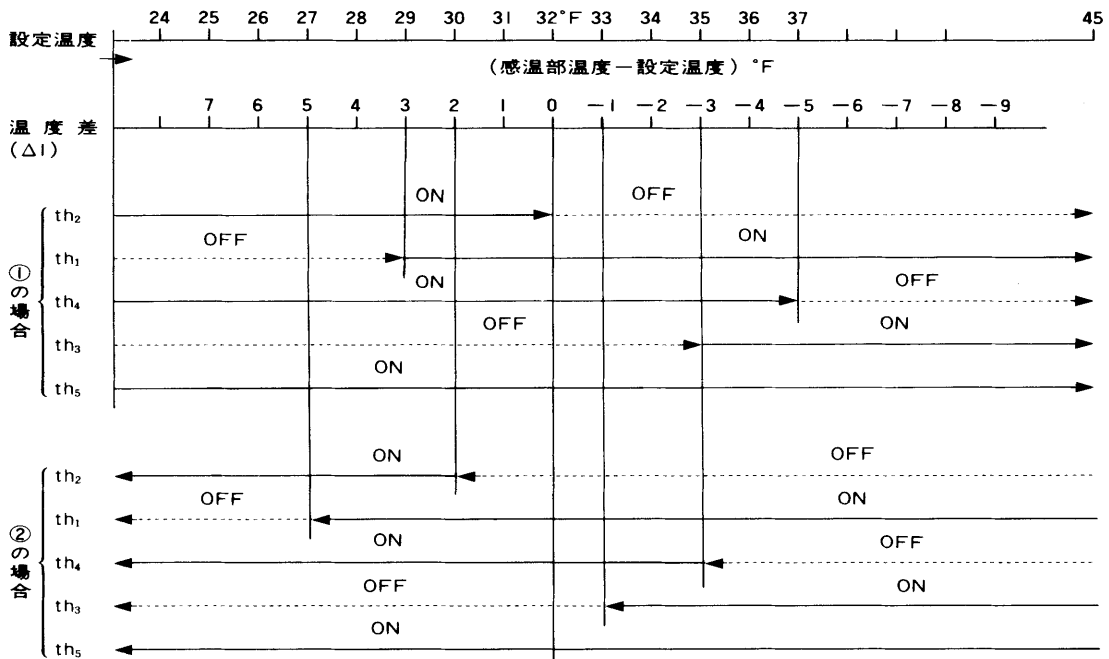 24 25 26 27 28 29 30 31 32°F 33 34 35 36 37 45
設定温度
(感温部温度－設定温度) °F
7 6 5 4 3 2 1 0 −1 −2 −3 −4 −5 −6 −7 −8 −9
温度差
(△I)
ON OFF
th₂
OFF ON
th₁
ON OFF
th₄
OFF ON
th₃
ON
th₅
①の場合
ON OFF
th₂
OFF ON
th₁
ON OFF
th₄
OFF ON
th₃
ON
th₅
②の場合